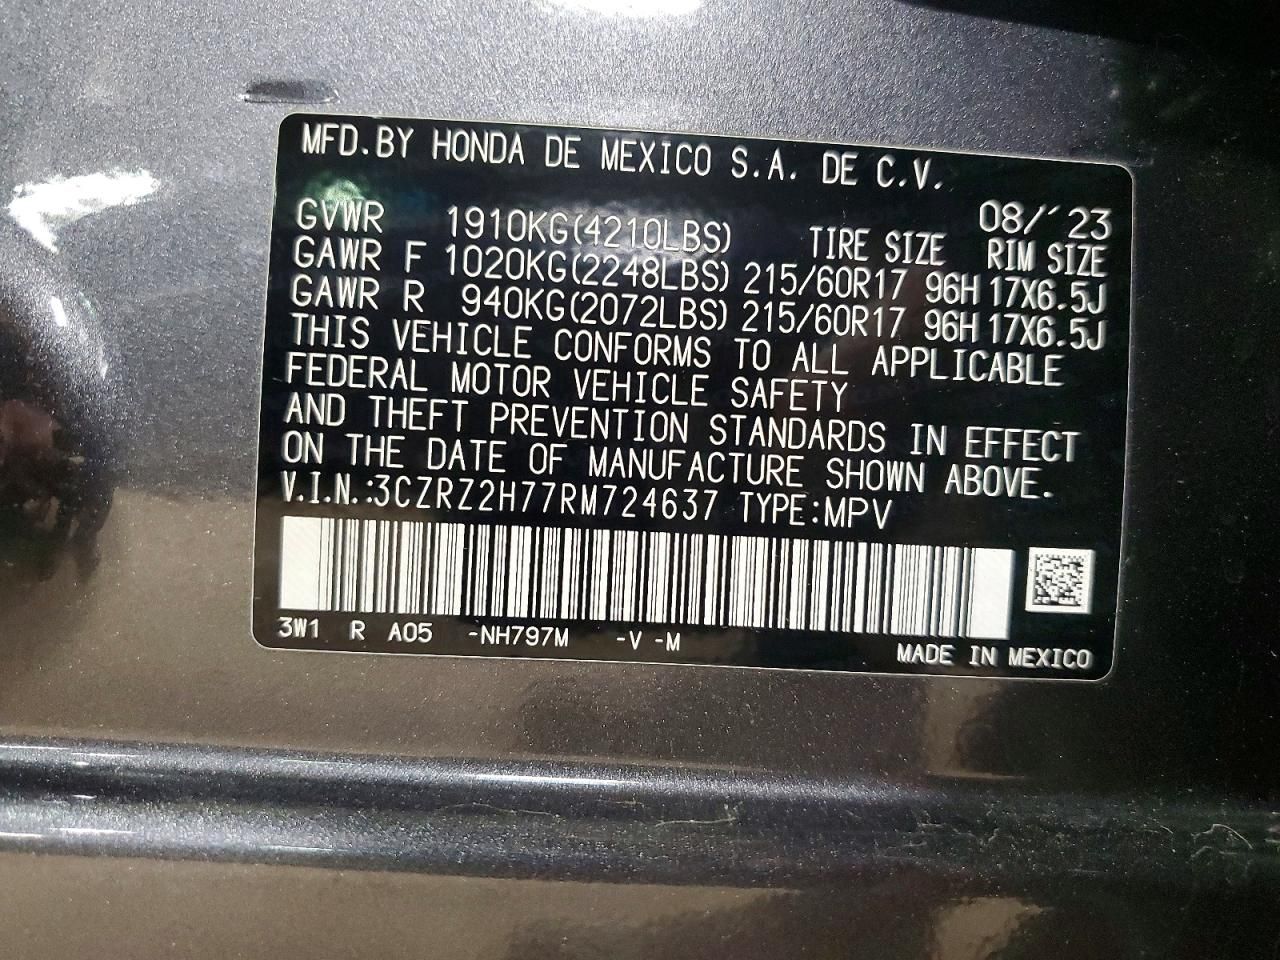 MFD.BY HONDA DE MEXICO S.A. DE C.V.
08/´23
GVWR 1910KG(4210LBS) TIRE SIZE RIM SIZE
GAWR F 1020KG(2248LBS) 215/60R17 96H 17X6.5J
GAWR R 940KG(2072LBS) 215/60R17 96H 17X6.5J
THIS VEHICLE CONFORMS TO ALL APPLICABLE
FEDERAL MOTOR VEHICLE SAFETY
AND THEFT PREVENTION STANDARDS IN EFFECT
ON THE DATE OF MANUFACTURE SHOWN ABOVE.
V.I.N.:3CZRZ2H77RM724637 TYPE:MPV
3W1 R A05 -NH797M -V -M
MADE IN MEXICO